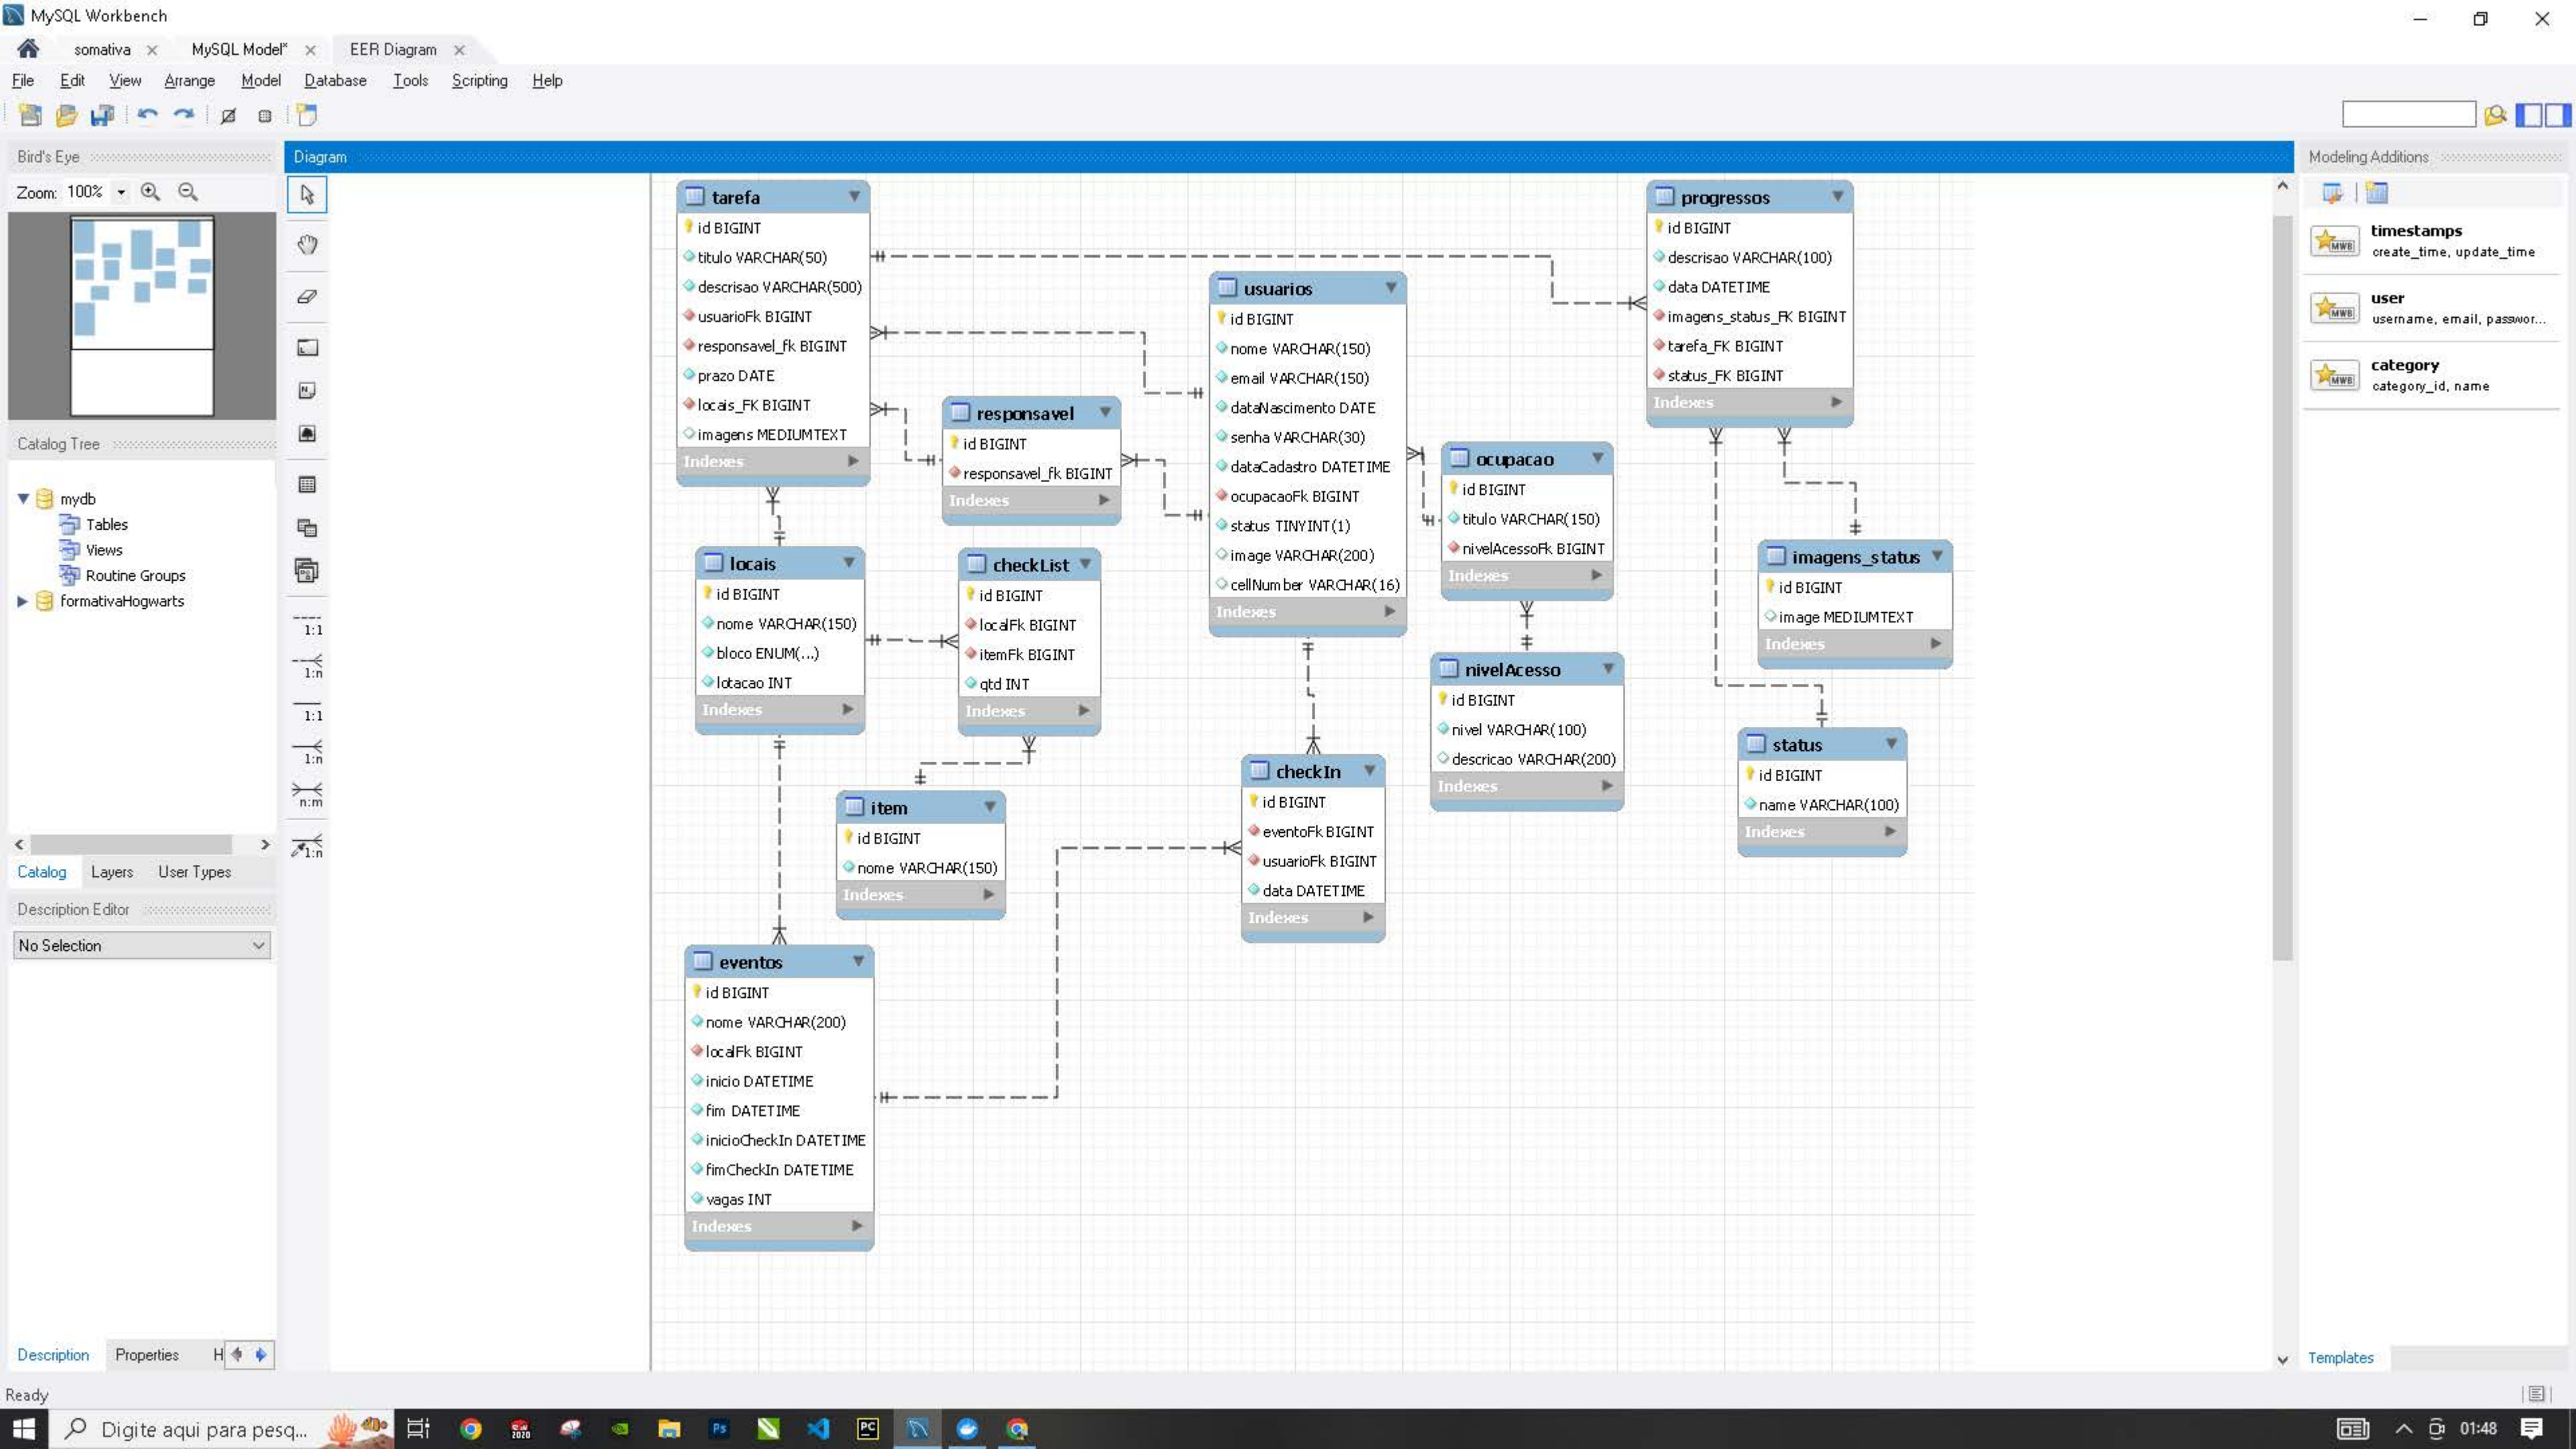 MySQL Workbench
somativa
MySQL Model*
EER Diagram
File Edit View Arrange Model Database Tools Scripting Help
Bird's Eye
Zoom: 100%
Catalog Tree
mydb
Tables
Views
Routine Groups
formativaHogwarts
Catalog Layers User Types
Description Editor
No Selection
Description Properties H
Ready
Diagram
1:1
1:n
1:1
1:n
n:m
1:n
tarefa
id BIGINT
titulo VARCHAR(50)
descrisao VARCHAR(500)
usuarioFk BIGINT
responsavel_fk BIGINT
prazo DATE
locais_FK BIGINT
imagens MEDIUMTEXT
Indexes
responsavel
id BIGINT
responsavel_fk BIGINT
Indexes
usuarios
id BIGINT
nome VARCHAR(150)
email VARCHAR(150)
dataNascimento DATE
senha VARCHAR(30)
dataCadastro DATETIME
ocupacaoFk BIGINT
status TINYINT(1)
image VARCHAR(200)
cellNumber VARCHAR(16)
Indexes
ocupacao
id BIGINT
titulo VARCHAR(150)
nivelAcessoFk BIGINT
Indexes
progressos
id BIGINT
descrisao VARCHAR(100)
data DATETIME
imagens_status_FK BIGINT
tarefa_FK BIGINT
status_FK BIGINT
Indexes
locais
id BIGINT
nome VARCHAR(150)
bloco ENUM(...)
lotacao INT
Indexes
checkList
id BIGINT
localFk BIGINT
itemFk BIGINT
qtd INT
Indexes
imagens_status
id BIGINT
image MEDIUMTEXT
Indexes
nivelAcesso
id BIGINT
nivel VARCHAR(100)
descricao VARCHAR(200)
Indexes
status
id BIGINT
name VARCHAR(100)
Indexes
item
id BIGINT
nome VARCHAR(150)
Indexes
checkIn
id BIGINT
eventoFk BIGINT
usuarioFk BIGINT
data DATETIME
Indexes
eventos
id BIGINT
nome VARCHAR(200)
localFk BIGINT
inicio DATETIME
fim DATETIME
inicioCheckIn DATETIME
fimCheckIn DATETIME
vagas INT
Indexes
Modeling Additions
MWB
timestamps
create_time, update_time
MWB
user
username, email, passwor...
MWB
category
category_id, name
Templates
Digite aqui para pesq...
2020
Ps
PC
01:48